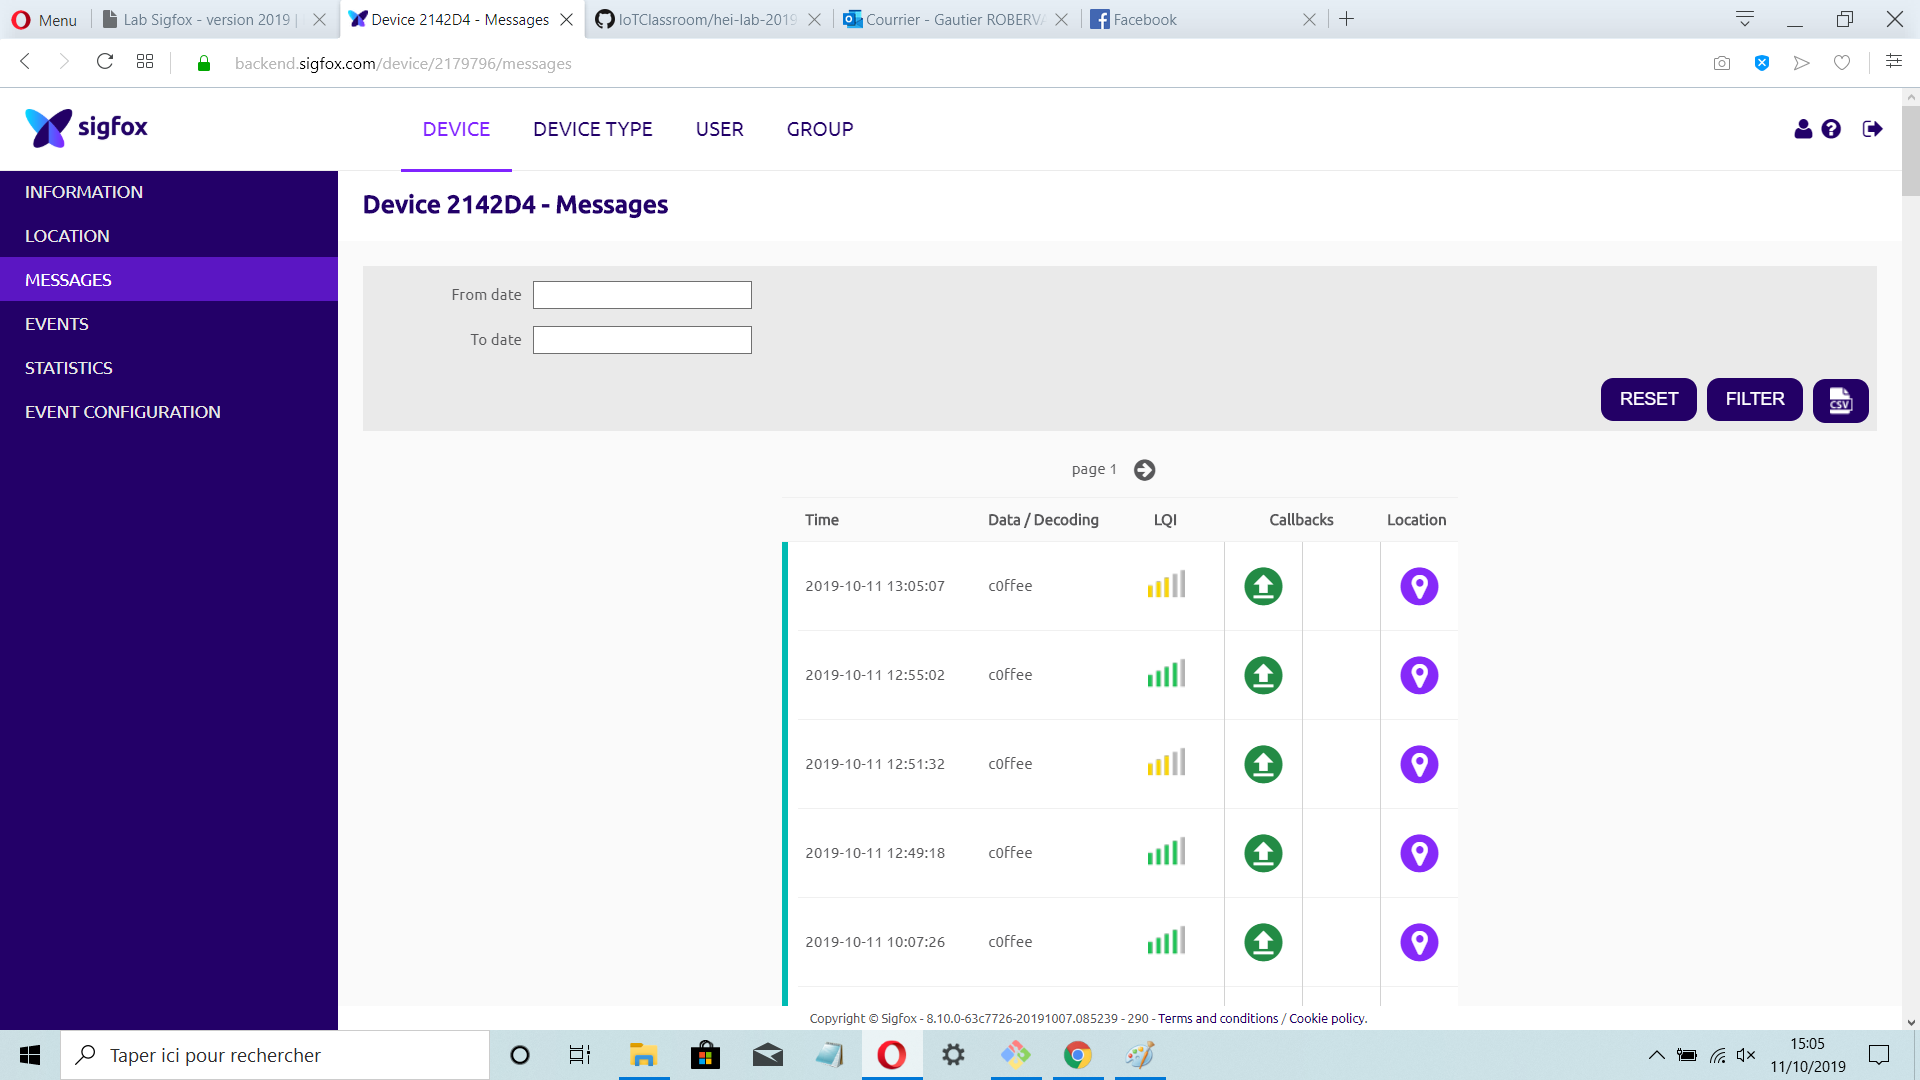 Menu
Lab Sigfox - version 2019 |
Device 2142D4 - Messages
IoTClassroom/hei-lab-2019
Courrier - Gautier ROBERVA
Facebook
backend.sigfox.com/device/2179796/messages
sigfox
DEVICE
DEVICE TYPE
USER
GROUP
INFORMATION
LOCATION
MESSAGES
EVENTS
STATISTICS
EVENT CONFIGURATION
Device 2142D4 - Messages
From date
To date
RESET
FILTER
CSV
page 1
Time Data / Decoding LQI Callbacks Location
2019-10-11 13:05:07 c0ffee
2019-10-11 12:55:02 c0ffee
2019-10-11 12:51:32 c0ffee
2019-10-11 12:49:18 c0ffee
2019-10-11 10:07:26 c0ffee
Copyright © Sigfox - 8.10.0-63c7726-20191007.085239 - 290 - Terms and conditions / Cookie policy.
Taper ici pour rechercher
15:05
11/10/2019